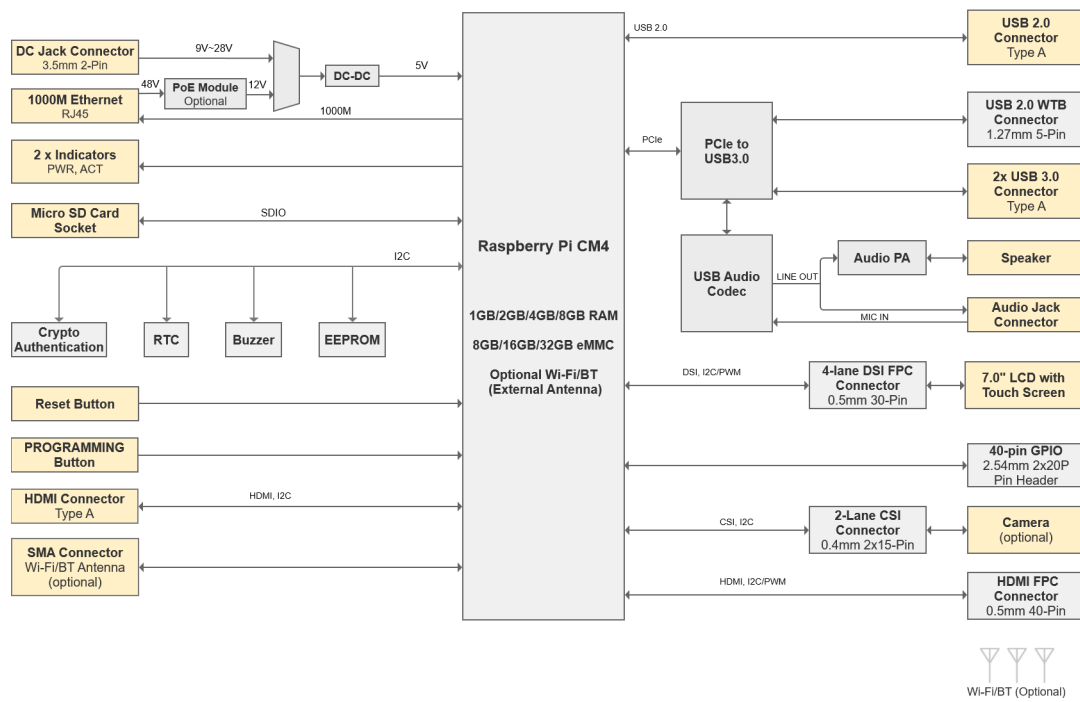 DC Jack Connector
3.5mm 2-Pin
9V~28V
48V
PoE Module
Optional
12V
DC-DC
5V
1000M Ethernet
RJ45
1000M
2 x Indicators
PWR, ACT
Micro SD Card
Socket
SDIO
I2C
Crypto
Authentication
RTC
Buzzer
EEPROM
Reset Button
PROGRAMMING
Button
HDMI Connector
Type A
HDMI, I2C
SMA Connector
Wi-Fi/BT Antenna
(optional)
Raspberry Pi CM4
1GB/2GB/4GB/8GB RAM
8GB/16GB/32GB eMMC
Optional Wi-Fi/BT
(External Antenna)
USB 2.0
USB 2.0
Connector
Type A
PCIe
PCIe to
USB3.0
USB 2.0 WTB
Connector
1.27mm 5-Pin
2x USB 3.0
Connector
Type A
USB Audio
Codec
LINE OUT
Audio PA
Speaker
MIC IN
Audio Jack
Connector
DSI, I2C/PWM
4-lane DSI FPC
Connector
0.5mm 30-Pin
7.0" LCD with
Touch Screen
40-pin GPIO
2.54mm 2x20P
Pin Header
CSI, I2C
2-Lane CSI
Connector
0.4mm 2x15-Pin
Camera
(optional)
HDMI, I2C/PWM
HDMI FPC
Connector
0.5mm 40-Pin
Wi-Fi/BT (Optional)